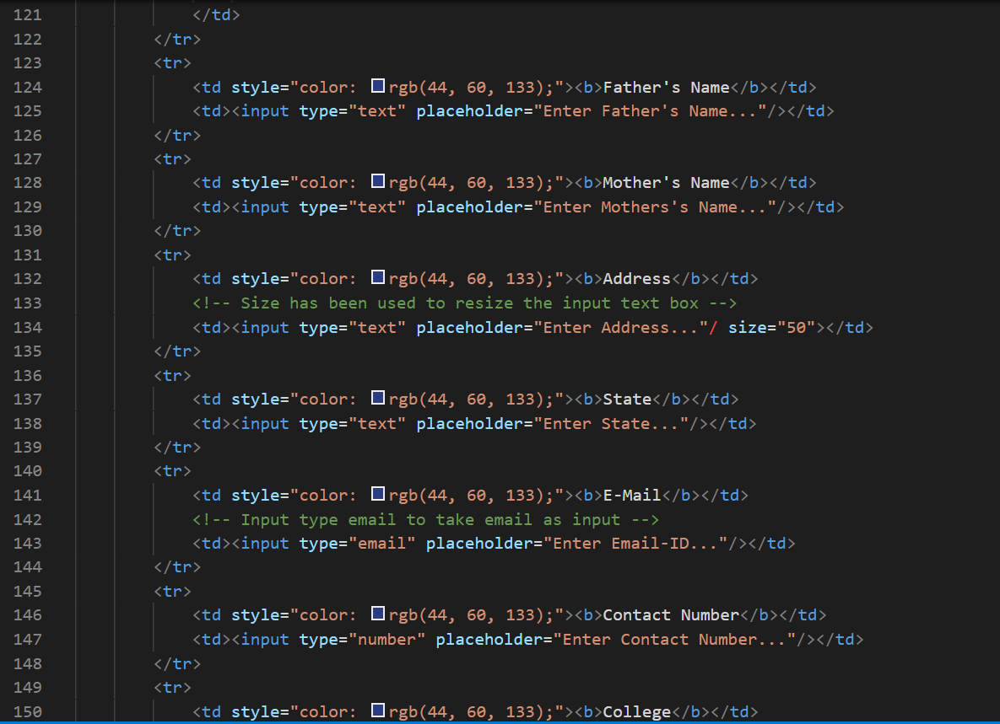 121 </td>
122 </tr>
123 <tr>
124 <td style="color: rgb(44, 60, 133);"><b>Father's Name</b></td>
125 <td><input type="text" placeholder="Enter Father's Name..."/></td>
126 </tr>
127 <tr>
128 <td style="color: rgb(44, 60, 133);"><b>Mother's Name</b></td>
129 <td><input type="text" placeholder="Enter Mothers's Name..."/></td>
130 </tr>
131 <tr>
132 <td style="color: rgb(44, 60, 133);"><b>Address</b></td>
133 <!-- Size has been used to resize the input text box -->
134 <td><input type="text" placeholder="Enter Address..."/ size="50"></td>
135 </tr>
136 <tr>
137 <td style="color: rgb(44, 60, 133);"><b>State</b></td>
138 <td><input type="text" placeholder="Enter State..."/></td>
139 </tr>
140 <tr>
141 <td style="color: rgb(44, 60, 133);"><b>E-Mail</b></td>
142 <!-- Input type email to take email as input -->
143 <td><input type="email" placeholder="Enter Email-ID..."/></td>
144 </tr>
145 <tr>
146 <td style="color: rgb(44, 60, 133);"><b>Contact Number</b></td>
147 <td><input type="number" placeholder="Enter Contact Number..."/></td>
148 </tr>
149 <tr>
150 <td style="color: rgb(44, 60, 133);"><b>College</b></td>